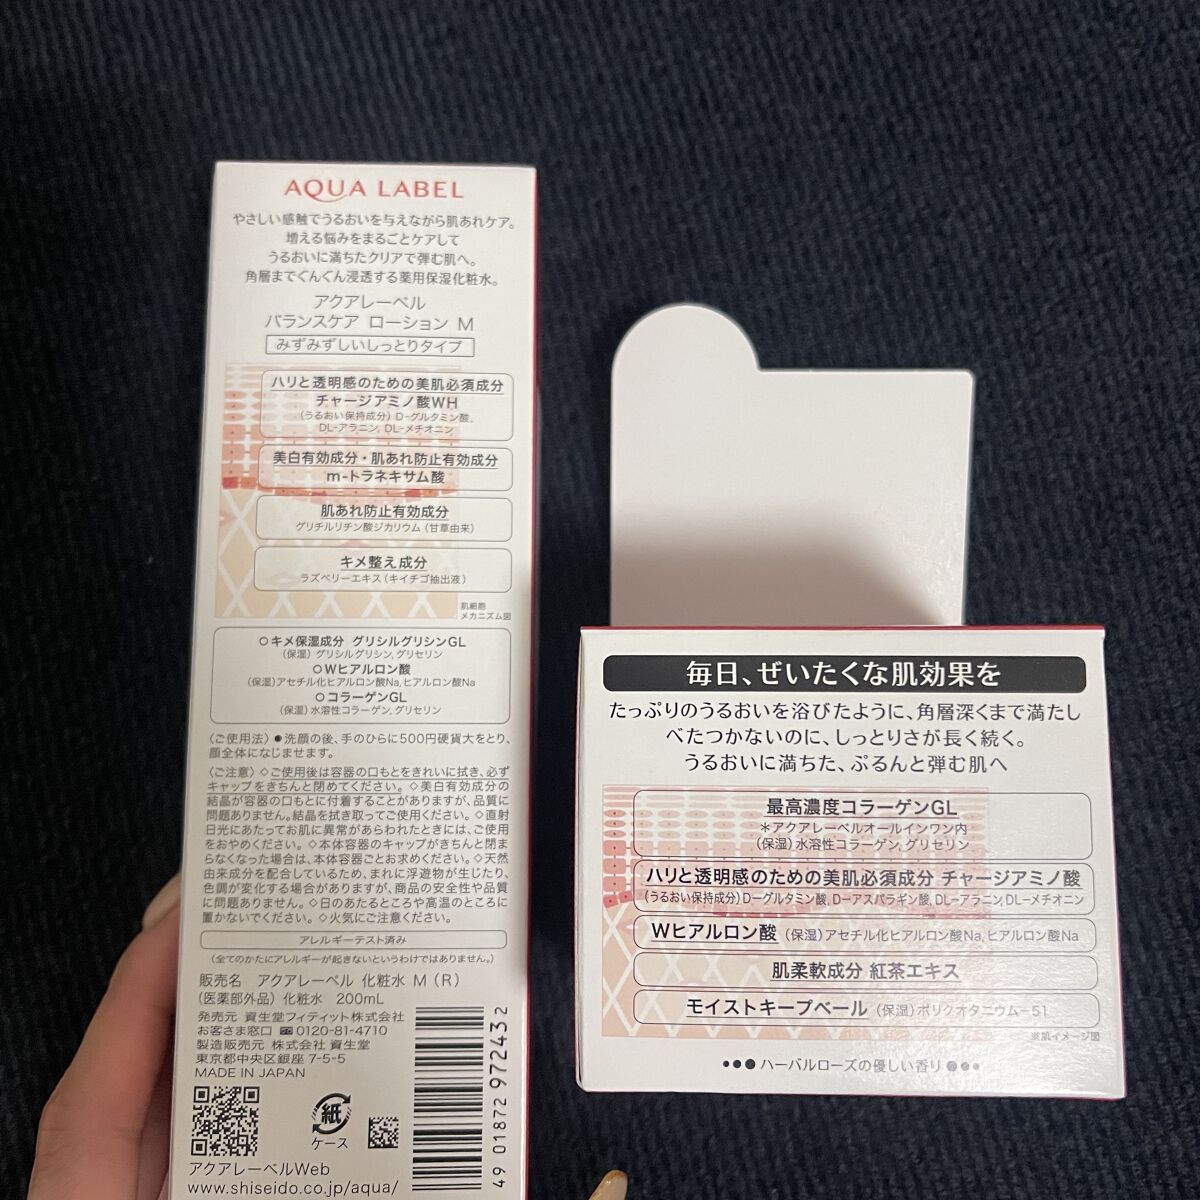 AQUA LABEL
やさしい感触でうるおいを与えながら肌あれケア。
増える悩みをまるごとケアして
うるおいに満ちたクリアで弾む肌へ。
角層までぐんぐん浸透する薬用保湿化粧水。
アクアレーベル
バランスケア ローション M
みずみずしいしっとりタイプ
ハリと透明感のための美肌必須成分
チャージアミノ酸WH
(うるおい保持成分) D-グルタミン酸、
DL-アラニン, DL-メチオニン
美白有効成分・肌あれ防止有効成分
m-トラネキサム酸
肌あれ防止有効成分
グリチルリチン酸ジカリウム (甘草由来)
キメ整え成分
ラズベリーエキス(キイチゴ抽出液)
肌細胞
メカニズム図
○キメ保湿成分 グリシルグリシンGL
(保湿) グリシルグリシン, グリセリン
○Wヒアルロン酸
(保湿)アセチル化ヒアルロン酸Na, ヒアルロン酸Na
○コラーゲンGL
(保湿) 水溶性コラーゲン, グリセリン
〈ご使用法〉●洗顔の後、手のひらに500円硬貨大をとり、
顔全体になじませます。
〈ご注意〉◇ご使用後は容器の口もとをきれいに拭き、必ず
キャップをきちんと閉めてください。◇美白有効成分の
結晶が容器の口もとに付着することがありますが、品質に
問題ありません。結晶を拭き取ってご使用ください。◇直射
日光にあたってお肌に異常があらわれたときには、ご使用
をおやめください。◇本体容器のキャップがきちんと閉ま
らなくなった場合は、本体容器ごとお求めください。◇天然
由来成分を配合しているため、まれに浮遊物が生じたり、
色調が変化する場合がありますが、商品の安全性や品質
に問題ありません。◇日のあたるところや高温のところに
置かないでください。◇火気にご注意ください。
アレルギーテスト済み
(全てのかたにアレルギーが起きないというわけではありません。)
販売名 アクアレーベル 化粧水 M (R)
(医薬部外品) 化粧水 200mL
発売元 資生堂フィティット株式会社
お客さま窓口 0120-81-4710
製造販売元 株式会社 資生堂
東京都中央区銀座 7-5-5
MADE IN JAPAN
紙
ケース
4901872972432
アクアレーベルWeb
www.shiseido.co.jp/aqua/
毎日、ぜいたくな肌効果を
たっぷりのうるおいを浴びたように、角層深くまで満たし
べたつかないのに、しっとりさが長く続く。
うるおいに満ちた、ぷるんと弾む肌へ
最高濃度コラーゲンGL
＊アクアレーベルオールインワン内
(保湿) 水溶性コラーゲン, グリセリン
ハリと透明感のための美肌必須成分 チャージアミノ酸
(うるおい保持成分) D-グルタミン酸、D-アスパラギン酸, DL-アラニン, DL-メチオニン
Wヒアルロン酸 (保湿) アセチル化ヒアルロン酸Na, ヒアルロン酸Na
肌柔軟成分 紅茶エキス
モイストキープベール (保湿) ポリクオタニウム-51
※肌イメージ図
●●●ハーバルローズの優しい香り●●●